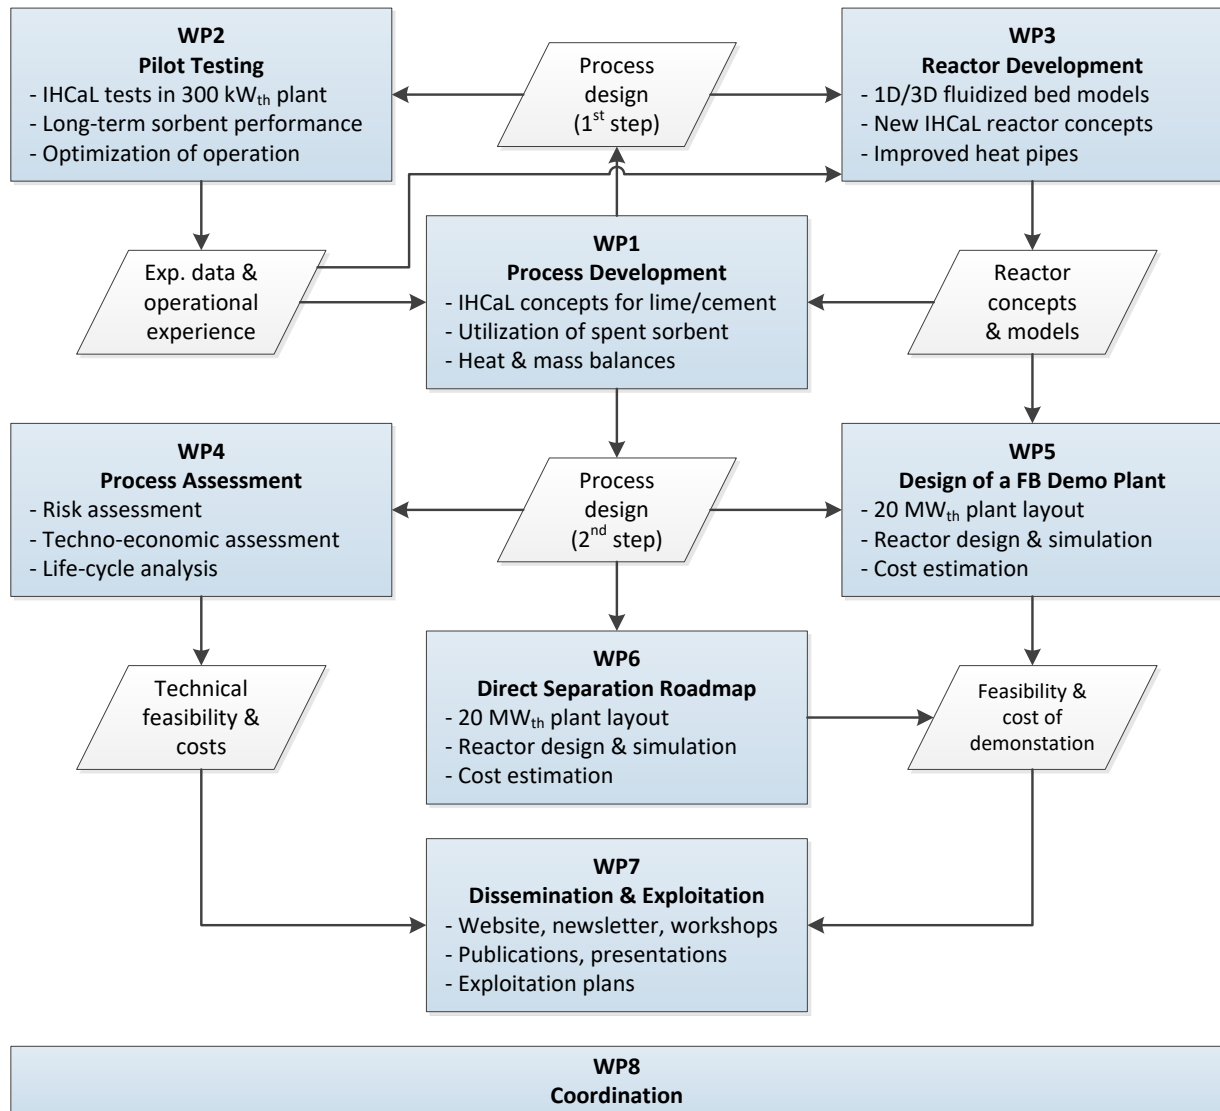 WP2
Pilot Testing
- IHCaL tests in 300 kWth plant
- Long-term sorbent performance
- Optimization of operation
Process
design
(1st step)
WP3
Reactor Development
- 1D/3D fluidized bed models
- New IHCaL reactor concepts
- Improved heat pipes
Exp. data &
operational
experience
WP1
Process Development
- IHCaL concepts for lime/cement
- Utilization of spent sorbent
- Heat & mass balances
Reactor
concepts
& models
WP4
Process Assessment
- Risk assessment
- Techno-economic assessment
- Life-cycle analysis
Process
design
(2nd step)
WP5
Design of a FB Demo Plant
- 20 MWth plant layout
- Reactor design & simulation
- Cost estimation
Technical
feasibility &
costs
WP6
Direct Separation Roadmap
- 20 MWth plant layout
- Reactor design & simulation
- Cost estimation
Feasibility &
cost of
demonstation
WP7
Dissemination & Exploitation
- Website, newsletter, workshops
- Publications, presentations
- Exploitation plans
WP8
Coordination